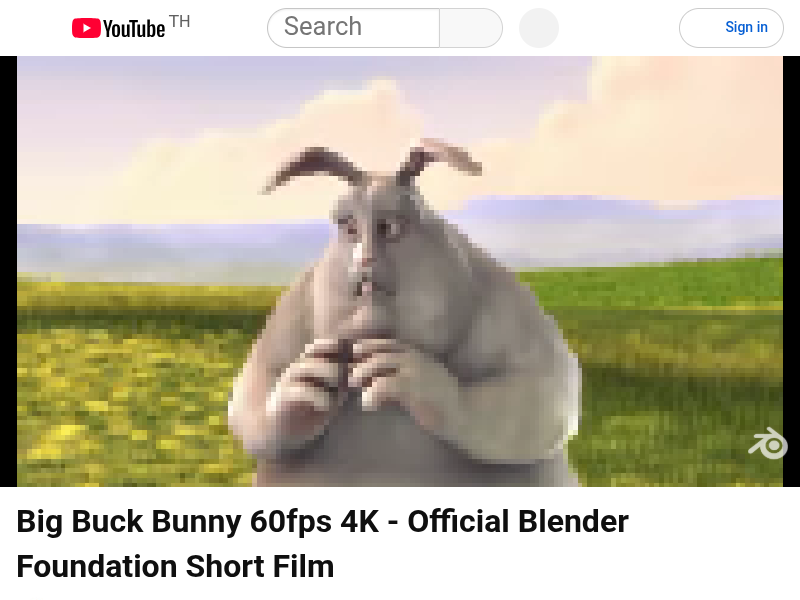 YouTube TH
Search
Sign in
Big Buck Bunny 60fps 4K - Official Blender
Foundation Short Film